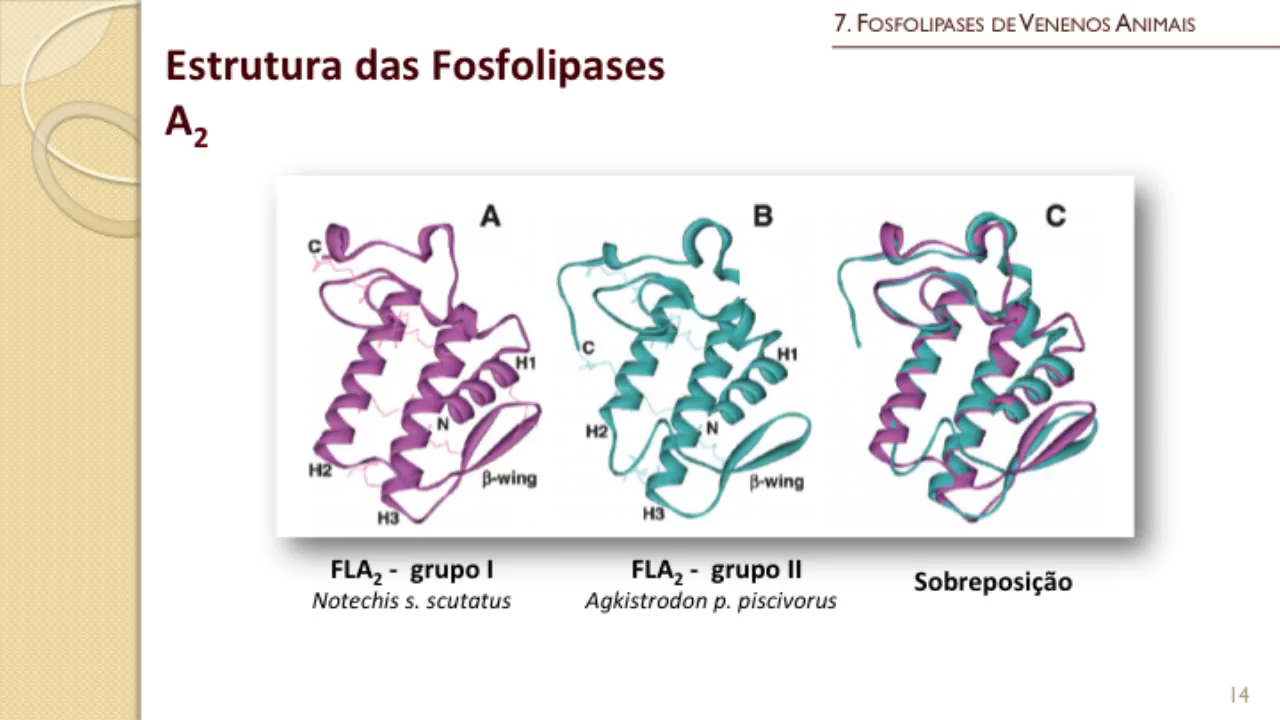 7. FOSFOLIPASES DE VENENOS ANIMAIS
Estrutura das Fosfolipases
A2
A
B
C
C
C
H1
H1
N
N
H2
H2
β-wing
β-wing
H3
H3
FLA2 - grupo I
Notechis s. scutatus
FLA2 - grupo II
Agkistrodon p. piscivorus
Sobreposição
14